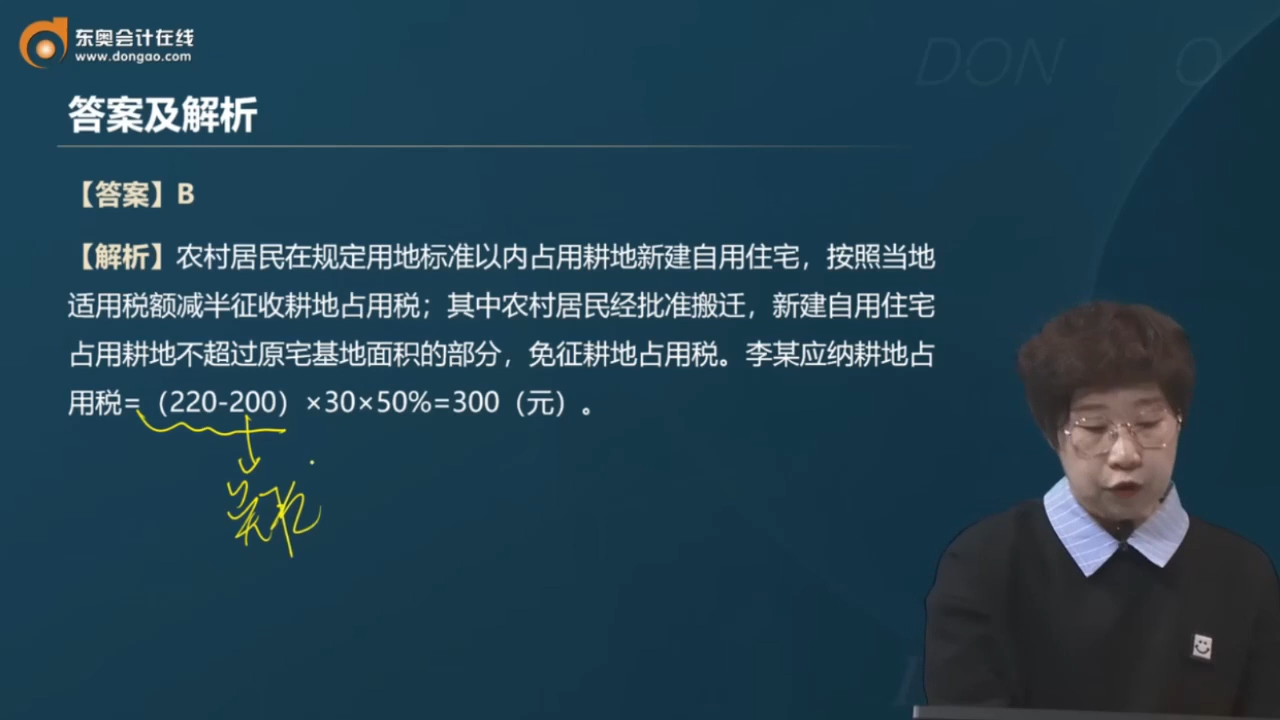 东奥会计在线
www.dongao.com
DON O
答案及解析
【答案】B
【解析】农村居民在规定用地标准以内占用耕地新建自用住宅，按照当地
适用税额减半征收耕地占用税；其中农村居民经批准搬迁，新建自用住宅
占用耕地不超过原宅基地面积的部分，免征耕地占用税。李某应纳耕地占
用税=（220-200）×30×50%=300（元）。